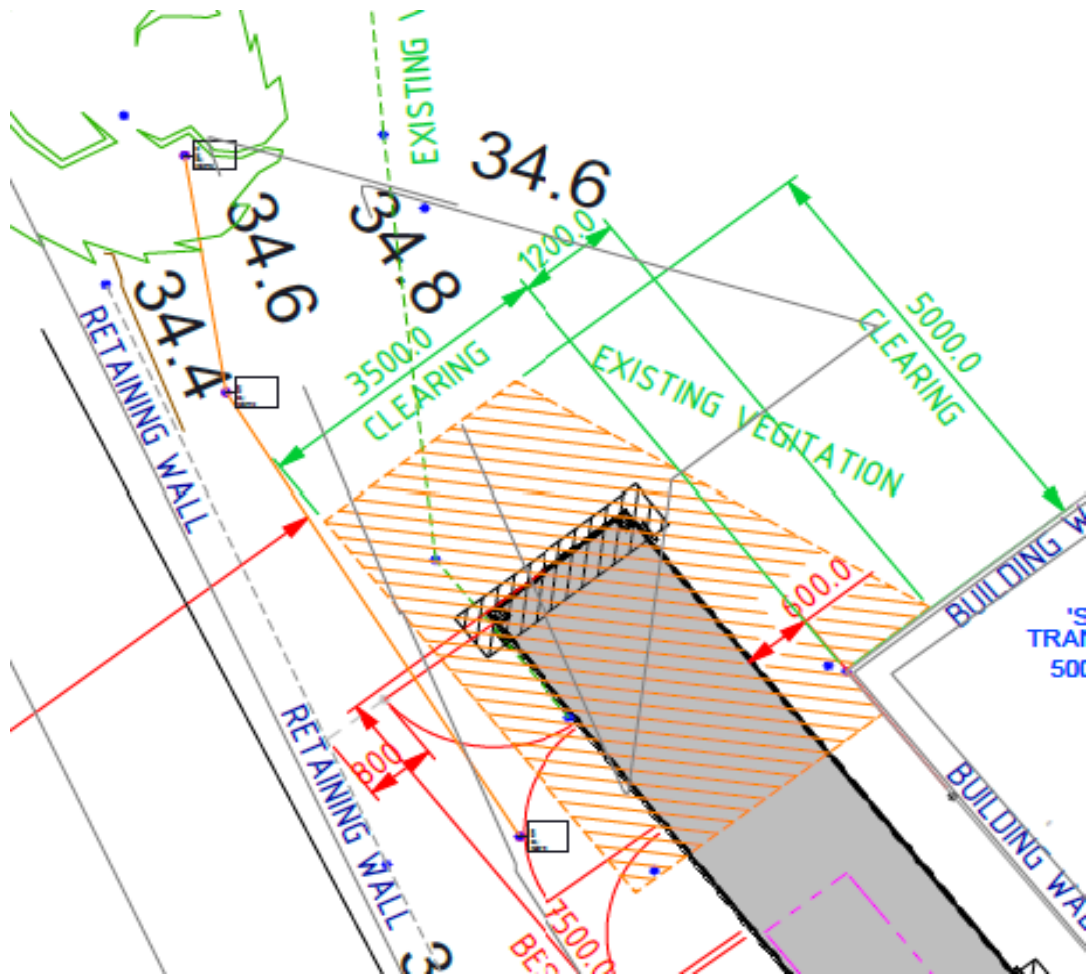 EXISTING
34.6
34.6
34.8
34.4
1200.0
3500.0
CLEARING
5000.0
CLEARING
EXISTING VEGITATION
RETAINING WALL
600.0
BUILDING
'S
TRAN
500
RETAINING WALL
800
BUILDING WA
7500.0
BES
3